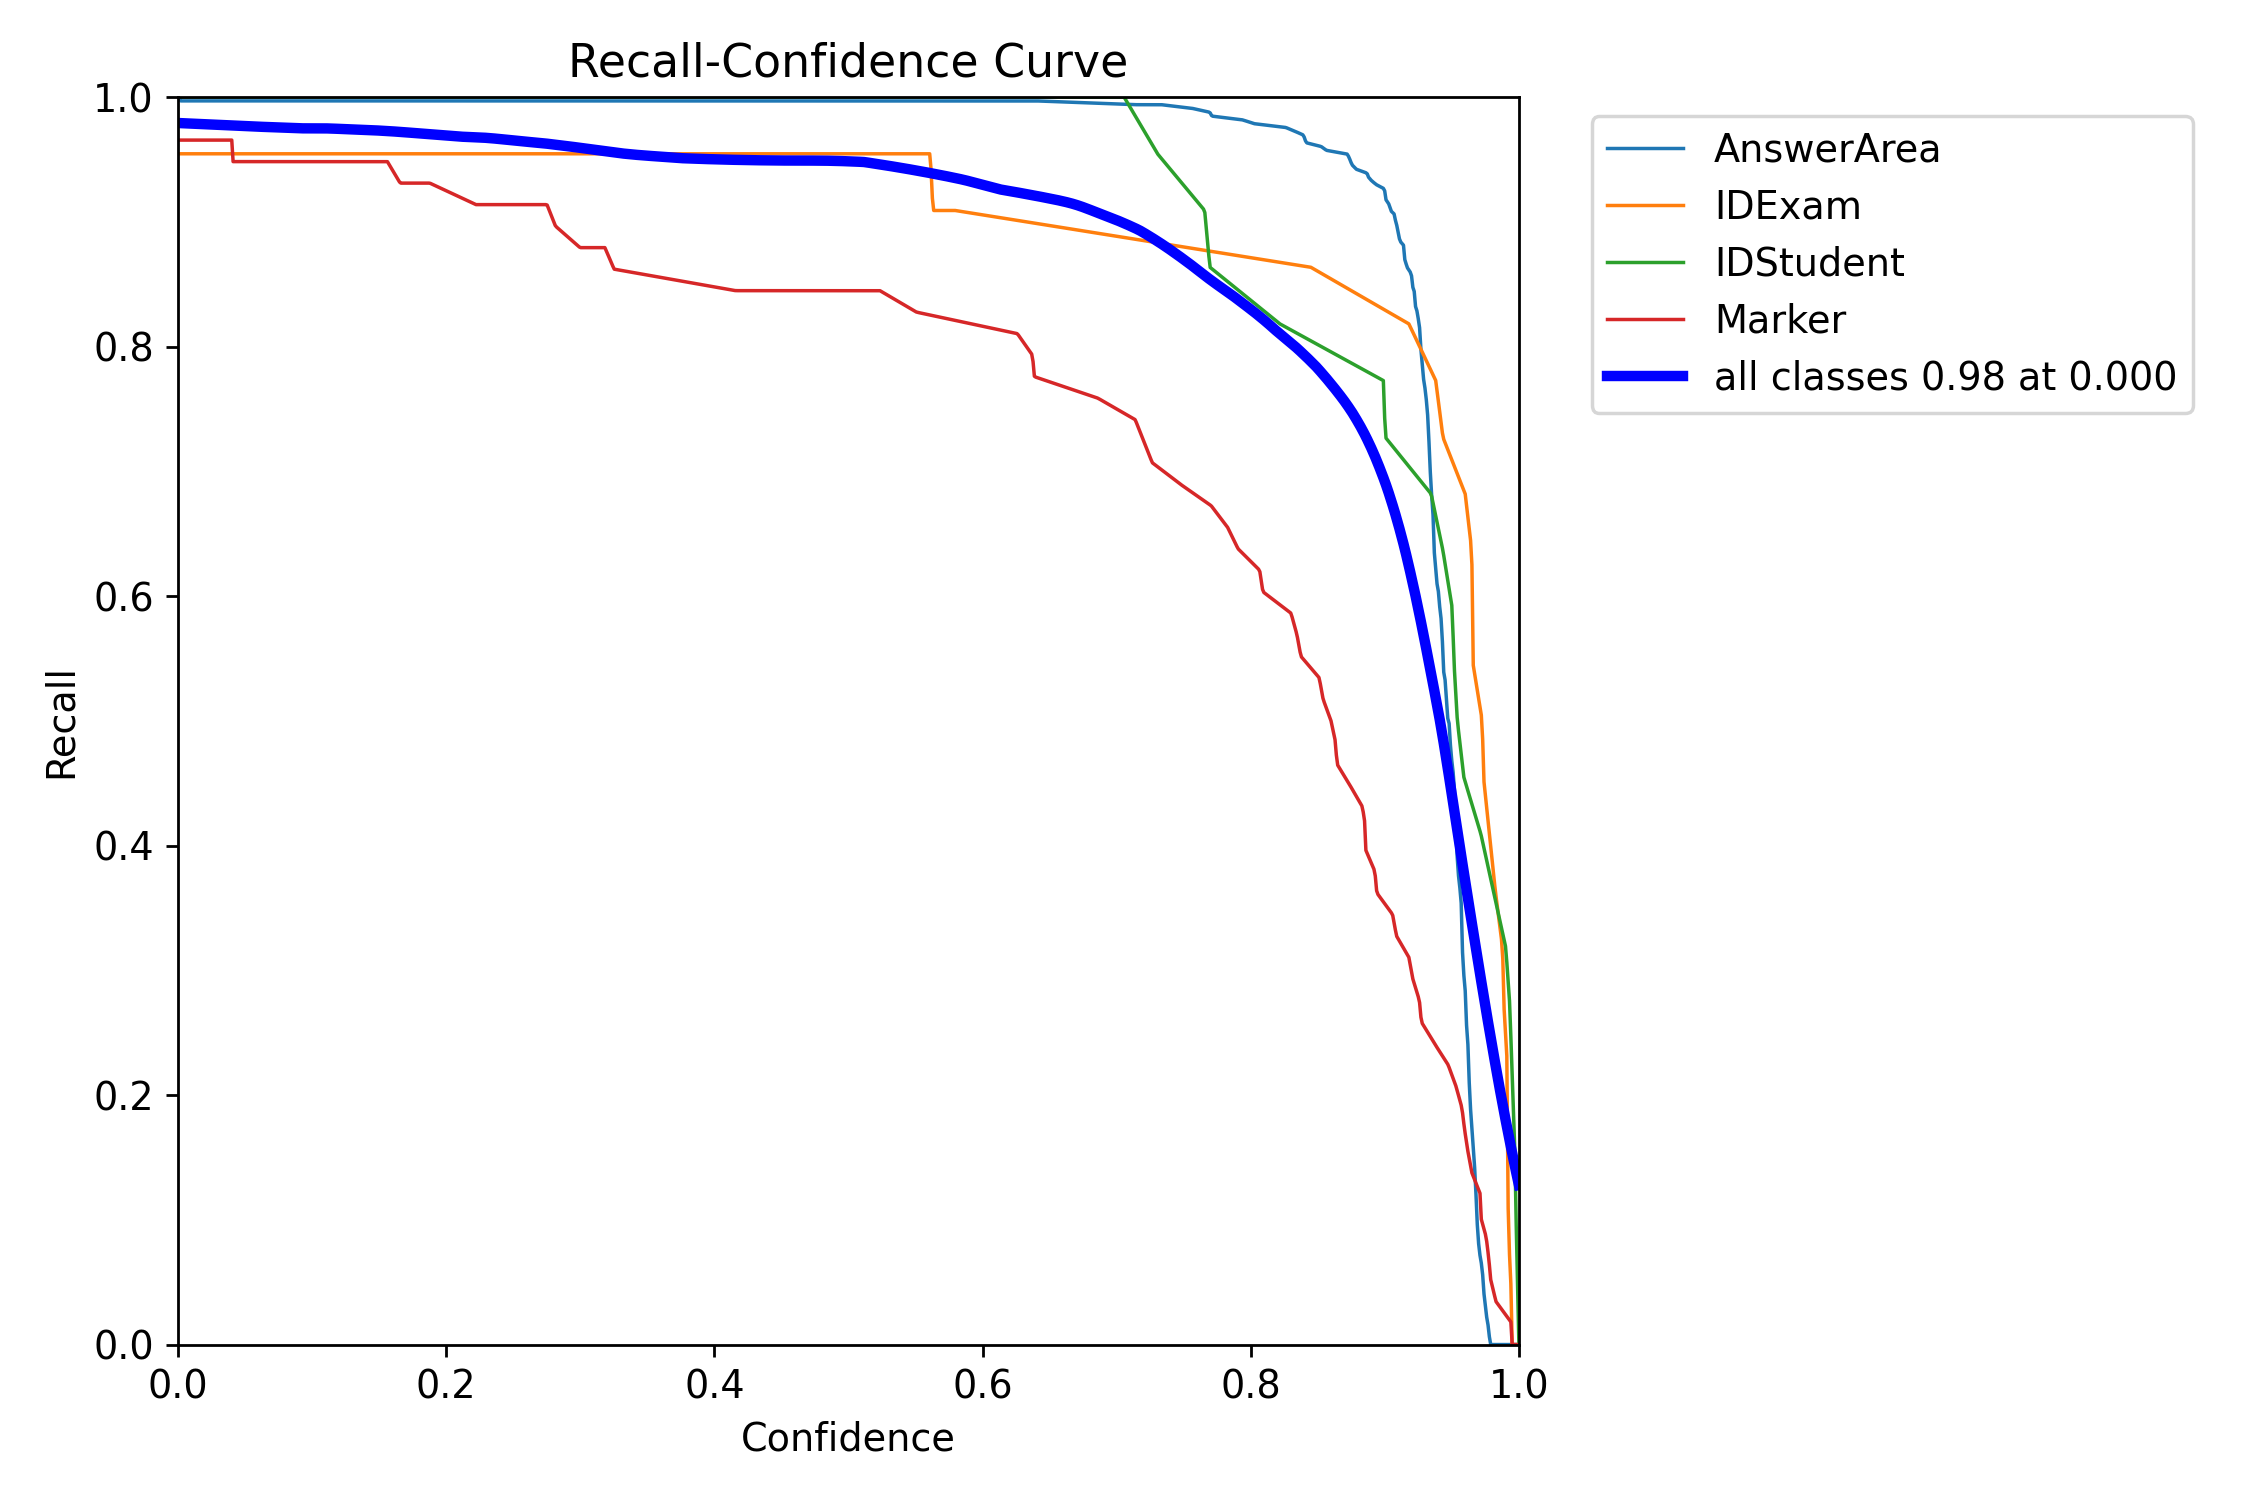 Recall-Confidence Curve
1.0
0.8
0.6
0.4
0.2
0.0
Recall
0.0 0.2 0.4 0.6 0.8 1.0
Confidence
AnswerArea
IDExam
IDStudent
Marker
all classes 0.98 at 0.000